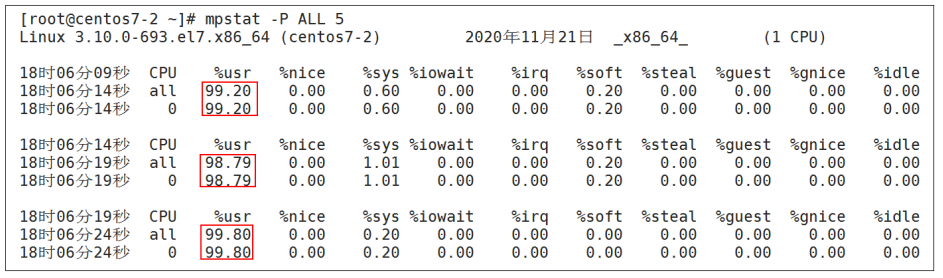 [root@centos7-2 ~]# mpstat -P ALL 5
Linux 3.10.0-693.el7.x86_64 (centos7-2) 2020年11月21日 _x86_64_ (1 CPU)
18时06分09秒 CPU %usr %nice %sys %iowait %irq %soft %steal %guest %gnice %idle
18时06分14秒 all 99.20 0.00 0.60 0.00 0.00 0.20 0.00 0.00 0.00 0.00
18时06分14秒 0 99.20 0.00 0.60 0.00 0.00 0.20 0.00 0.00 0.00 0.00
18时06分14秒 CPU %usr %nice %sys %iowait %irq %soft %steal %guest %gnice %idle
18时06分19秒 all 98.79 0.00 1.01 0.00 0.00 0.20 0.00 0.00 0.00 0.00
18时06分19秒 0 98.79 0.00 1.01 0.00 0.00 0.20 0.00 0.00 0.00 0.00
18时06分19秒 CPU %usr %nice %sys %iowait %irq %soft %steal %guest %gnice %idle
18时06分24秒 all 99.80 0.00 0.20 0.00 0.00 0.00 0.00 0.00 0.00 0.00
18时06分24秒 0 99.80 0.00 0.20 0.00 0.00 0.00 0.00 0.00 0.00 0.00